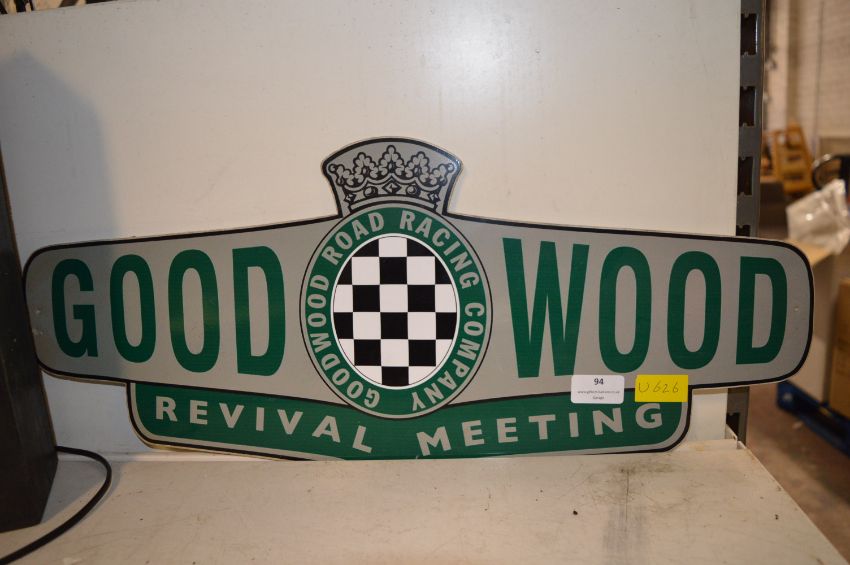 GOOD WOOD
GOODWOOD ROAD RACING COMPANY
REVIVAL MEETING
94
U626